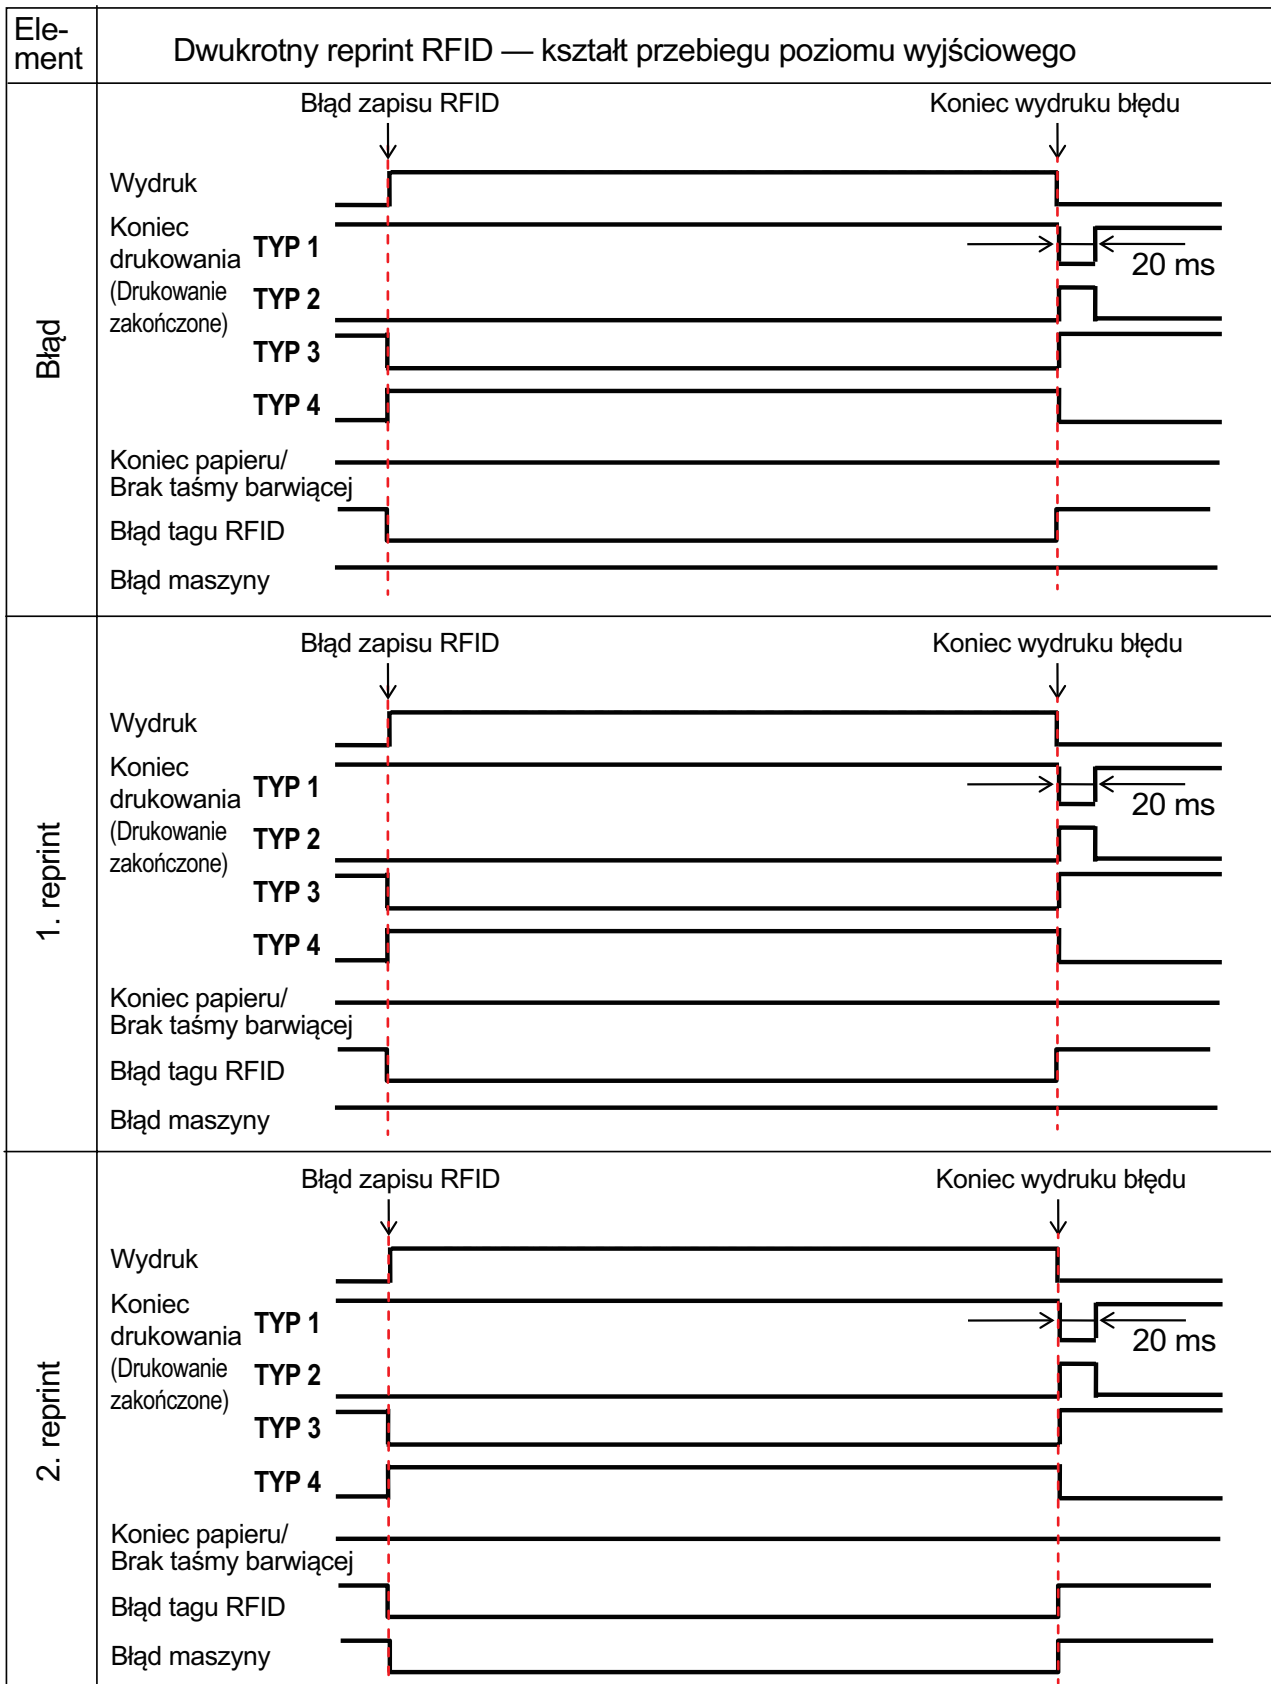 Ele-
ment
Dwukrotny reprint RFID — kształt przebiegu poziomu wyjściowego
Błąd
Błąd zapisu RFID
Koniec wydruku błędu
Wydruk
Koniec
drukowania
(Drukowanie
zakończone)
TYP 1
20 ms
TYP 2
TYP 3
TYP 4
Koniec papieru/
Brak taśmy barwiącej
Błąd tagu RFID
Błąd maszyny
1. reprint
Błąd zapisu RFID
Koniec wydruku błędu
Wydruk
Koniec
drukowania
(Drukowanie
zakończone)
TYP 1
20 ms
TYP 2
TYP 3
TYP 4
Koniec papieru/
Brak taśmy barwiącej
Błąd tagu RFID
Błąd maszyny
2. reprint
Błąd zapisu RFID
Koniec wydruku błędu
Wydruk
Koniec
drukowania
(Drukowanie
zakończone)
TYP 1
20 ms
TYP 2
TYP 3
TYP 4
Koniec papieru/
Brak taśmy barwiącej
Błąd tagu RFID
Błąd maszyny